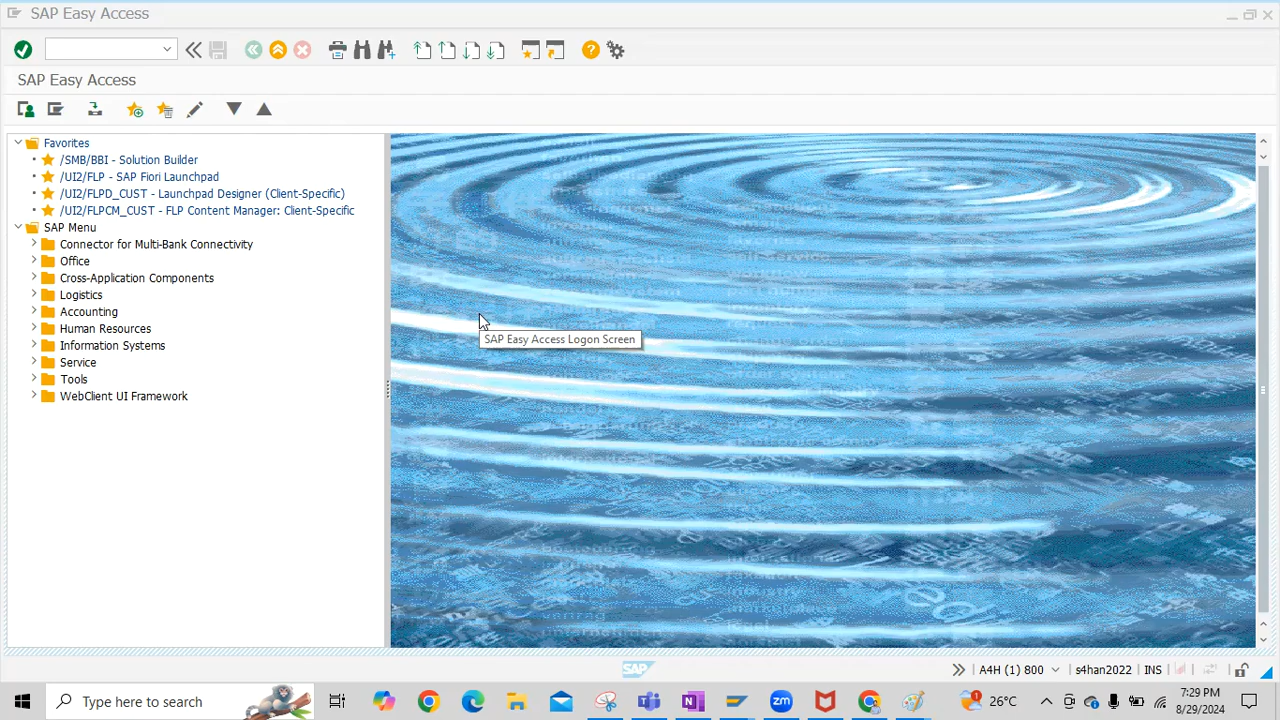 SAP Easy Access
SAP Easy Access
Favorites
/SMB/BBI - Solution Builder
/UI2/FLP - SAP Fiori Launchpad
/UI2/FLPD_CUST - Launchpad Designer (Client-Specific)
/UI2/FLPCM_CUST - FLP Content Manager: Client-Specific
SAP Menu
Connector for Multi-Bank Connectivity
Office
Cross-Application Components
Logistics
Accounting
Human Resources
Information Systems
Service
Tools
WebClient UI Framework
SAP Easy Access Logon Screen
SAP
A4H (1) 800
s4han2022
INS
Type here to search
26°C
7:29 PM
8/29/2024